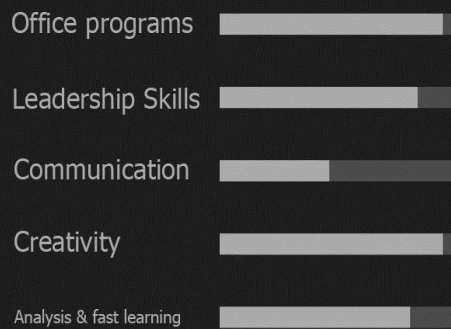 Office programs
Leadership Skills
Communication
Creativity
Analysis & fast learning